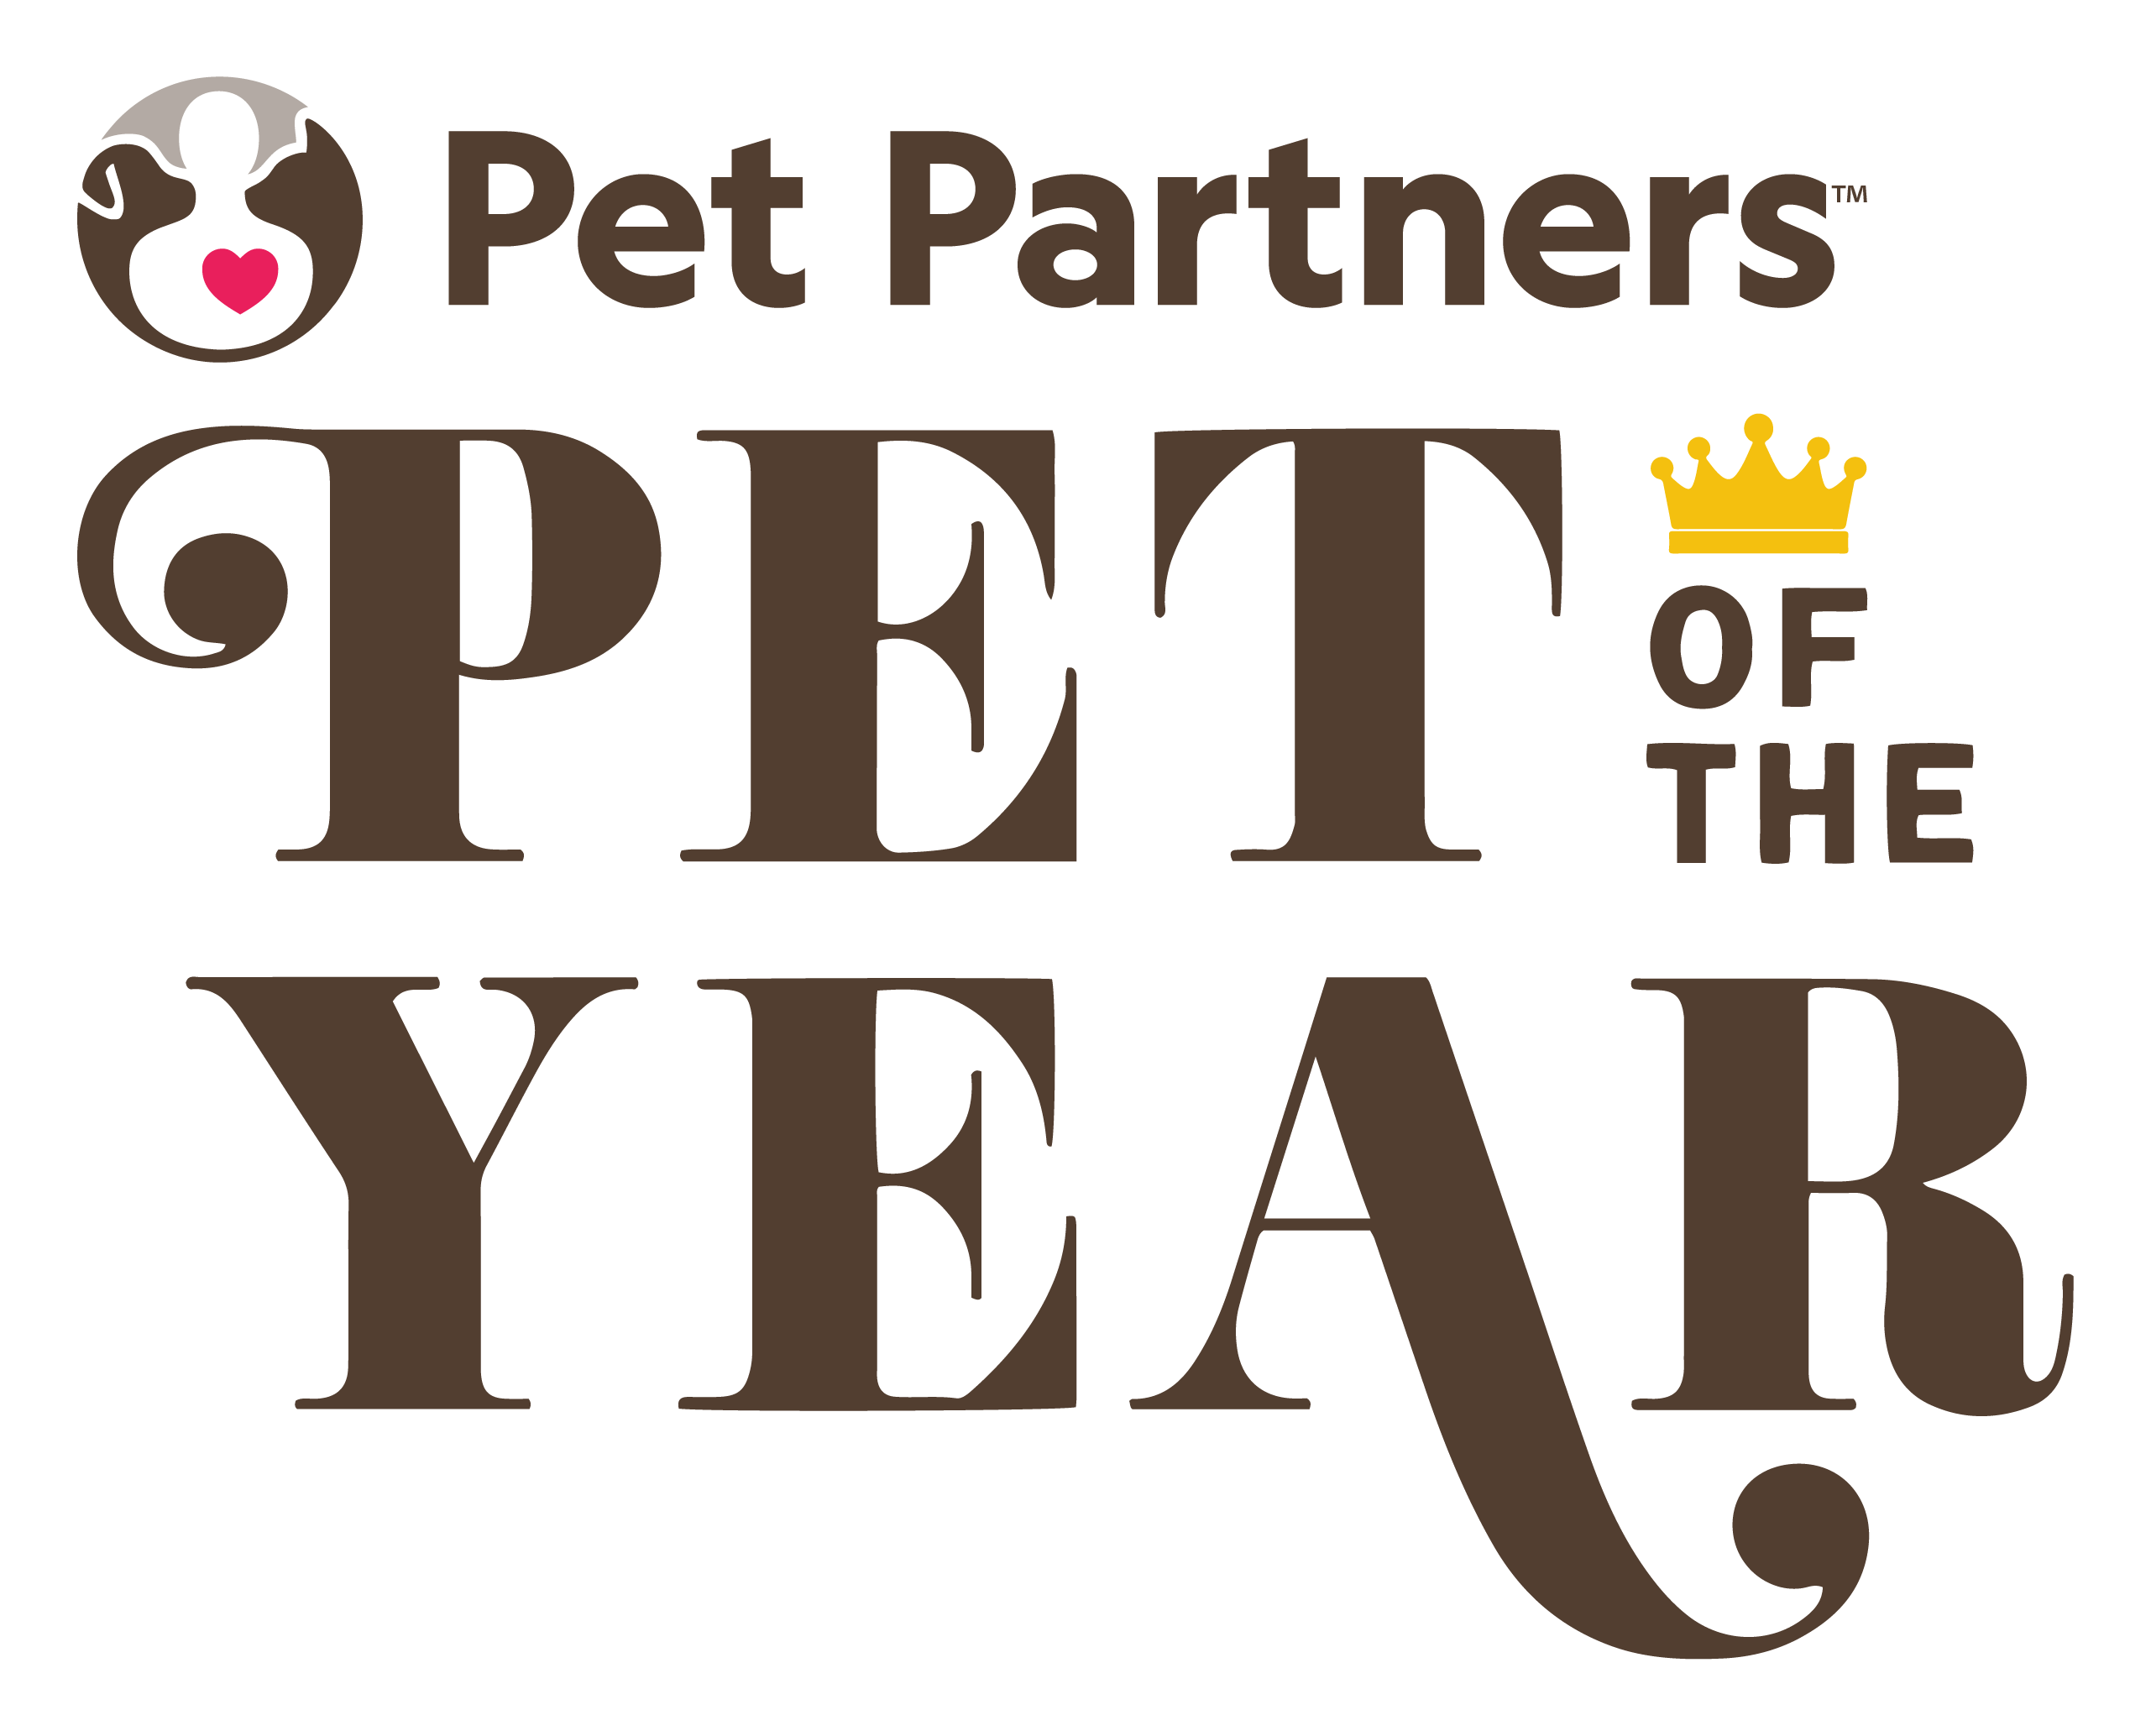 Pet Partners™
PET OF THE
YEAR